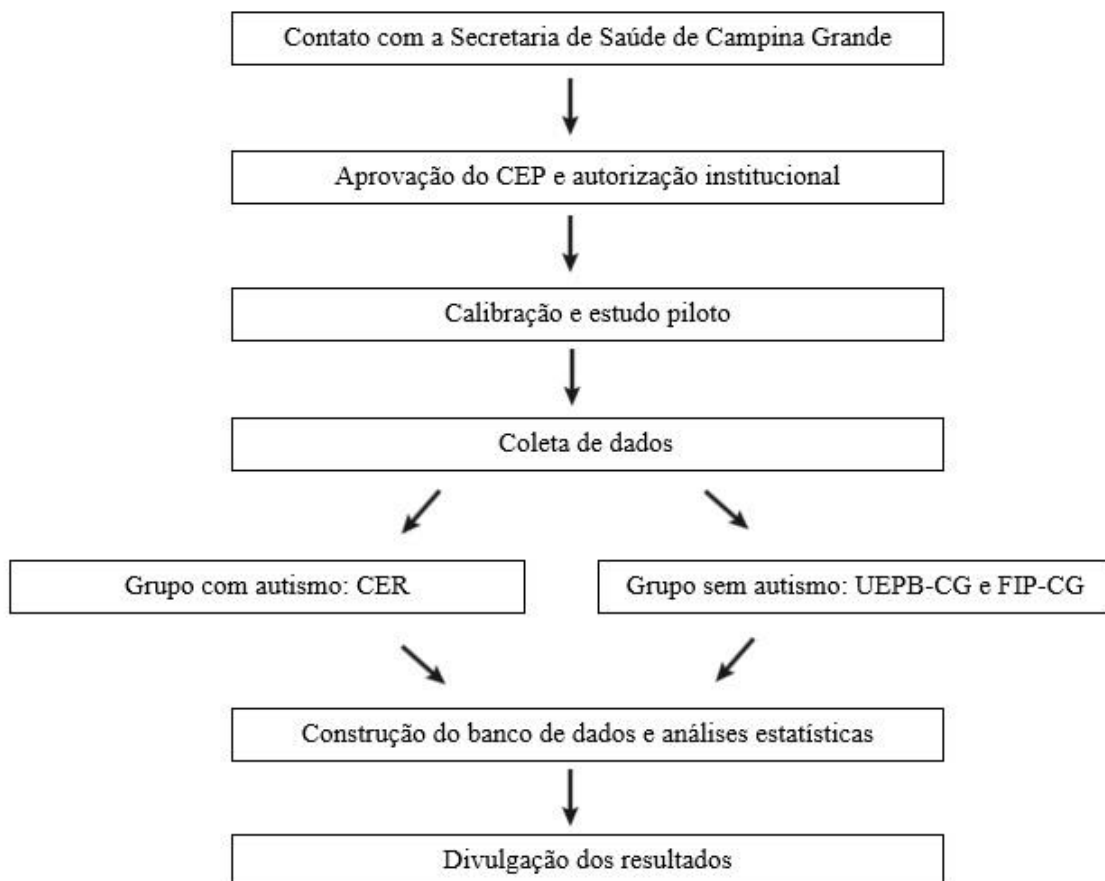 Contato com a Secretaria de Saúde de Campina Grande
Aprovação do CEP e autorização institucional
Calibração e estudo piloto
Coleta de dados
Grupo com autismo: CER
Grupo sem autismo: UEPB-CG e FIP-CG
Construção do banco de dados e análises estatísticas
Divulgação dos resultados